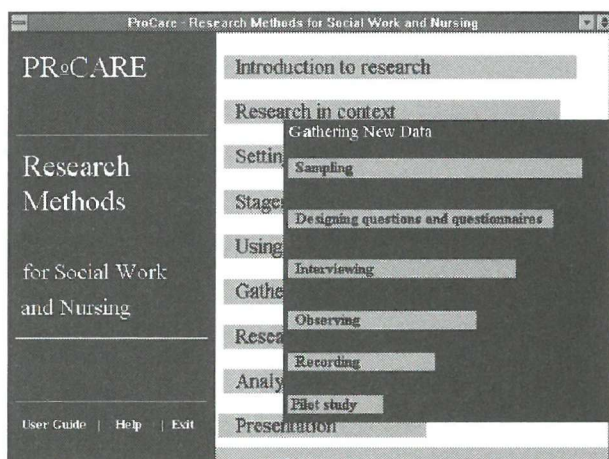 ProCare - Research Methods for Social Work and Nursing
PRoCARE
Research
Methods
for Social Work
and Nursing
User Guide | Help | Exit
Introduction to research
Research in context
Settin
Stage
Using
Gathe
Resea
Analy
Presentation
Gathering New Data
Sampling
Designing questions and questionnaires
Interviewing
Observing
Recording
Pilot study